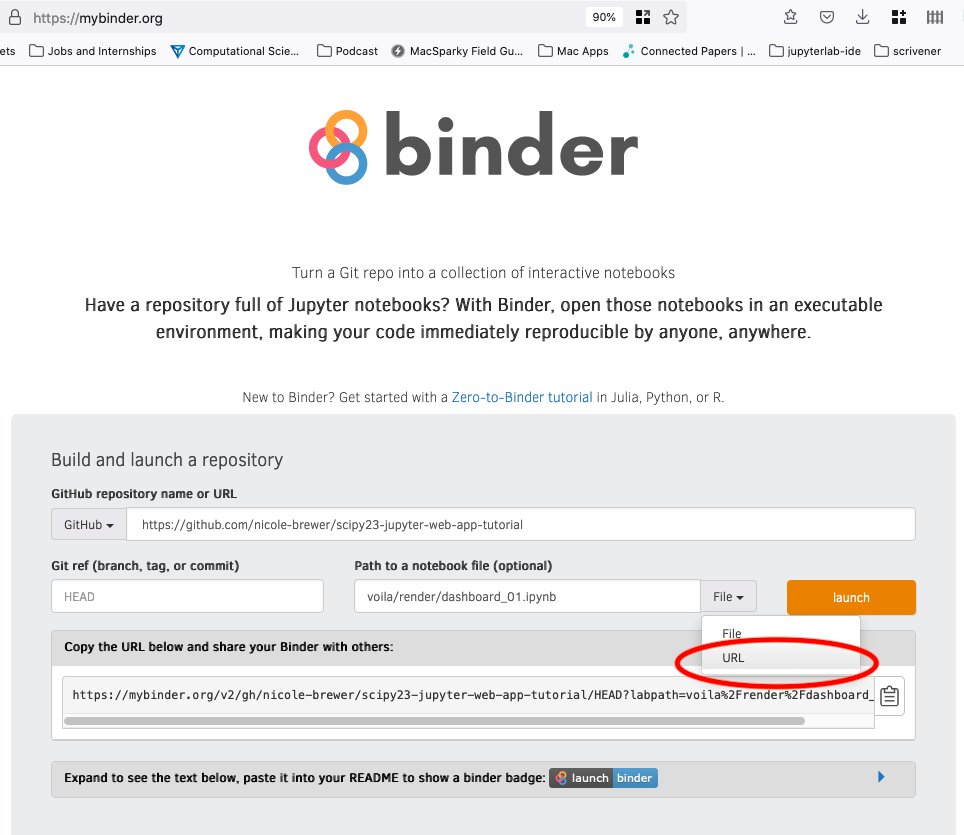 https://mybinder.org
90%
ets Jobs and Internships Computational Scie... Podcast MacSparky Field Gu... Mac Apps Connected Papers | ... jupyterlab-ide scrivener
binder
Turn a Git repo into a collection of interactive notebooks
Have a repository full of Jupyter notebooks? With Binder, open those notebooks in an executable
environment, making your code immediately reproducible by anyone, anywhere.
New to Binder? Get started with a Zero-to-Binder tutorial in Julia, Python, or R.
Build and launch a repository
GitHub repository name or URL
GitHub https://github.com/nicole-brewer/scipy23-jupyter-web-app-tutorial
Git ref (branch, tag, or commit) Path to a notebook file (optional)
HEAD voila/render/dashboard_01.ipynb File launch
File
URL
Copy the URL below and share your Binder with others:
https://mybinder.org/v2/gh/nicole-brewer/scipy23-jupyter-web-app-tutorial/HEAD?labpath=voila%2Frender%2Fdashboard_
Expand to see the text below, paste it into your README to show a binder badge: launch binder